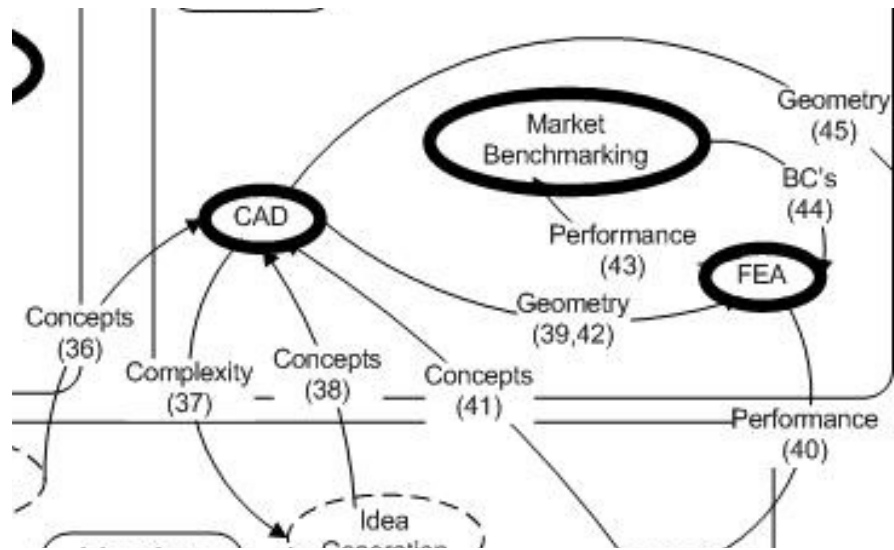 Geometry
(45)
Market
Benchmarking
BC's
(44)
CAD
Performance
(43)
FEA
Geometry
(39,42)
Concepts
(36)
Complexity
(37)
Concepts
(38)
Concepts
(41)
Performance
(40)
Idea
Generation